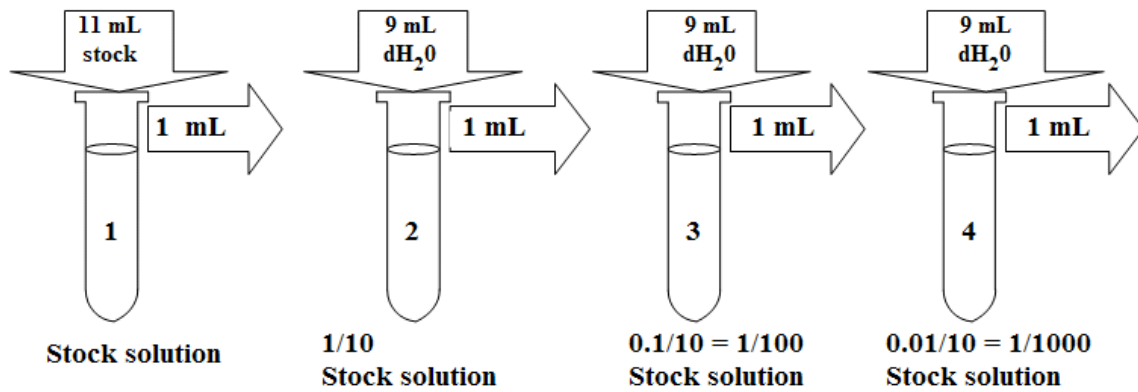 11 mL
stock
9 mL
dH₂0
9 mL
dH₂0
9 mL
dH₂0
1 mL
1 mL
1 mL
1 mL
1
2
3
4
Stock solution
1/10
Stock solution
0.1/10 = 1/100
Stock solution
0.01/10 = 1/1000
Stock solution